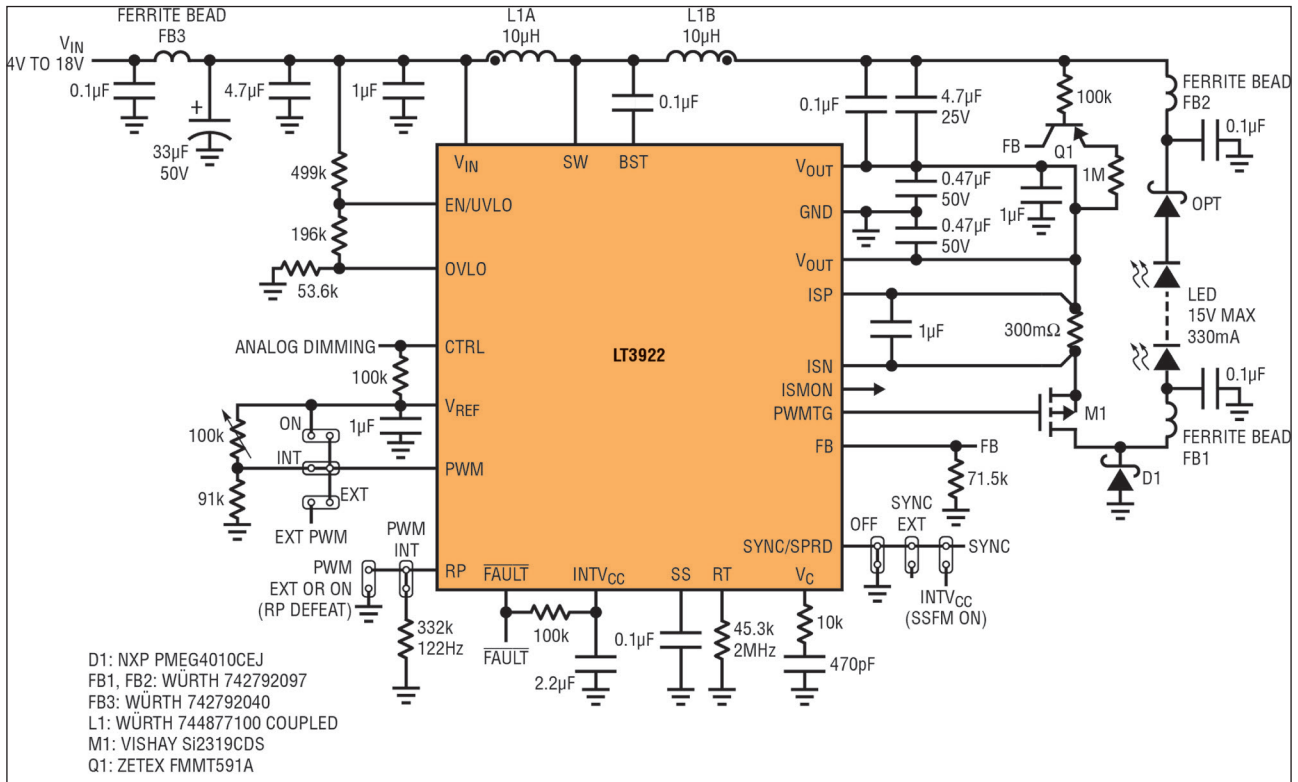 FERRITE BEAD
FB3
L1A
10µH
L1B
10µH
VIN
4V TO 18V
0.1µF
+
33µF
50V
4.7µF
1µF
0.1µF
0.1µF
4.7µF
25V
100k
FERRITE BEAD
FB2
0.1µF
FB
Q1
1M
OPT
499k
196k
53.6k
VIN
SW
BST
VOUT
EN/UVLO
GND
OVLO
VOUT
0.47µF
50V
0.47µF
50V
1µF
ISP
1µF
300mΩ
LED
15V MAX
330mA
ANALOG DIMMING
CTRL
LT3922
ISN
100k
ISMON
0.1µF
VREF
PWMTG
M1
1µF
100k
ON
FB
FB
FERRITE BEAD
FB1
INT
PWM
71.5k
D1
91k
EXT
EXT PWM
SYNC/SPRD
OFF
SYNC
EXT
SYNC
PWM
INT
PWM
EXT OR ON
(RP DEFEAT)
RP
FAULT
INTVCC
SS
RT
VC
INTVCC
(SSFM ON)
332k
122Hz
100k
FAULT
2.2µF
0.1µF
45.3k
2MHz
10k
470pF
D1: NXP PMEG4010CEJ
FB1, FB2: WÜRTH 742792097
FB3: WÜRTH 742792040
L1: WÜRTH 744877100 COUPLED
M1: VISHAY Si2319CDS
Q1: ZETEX FMMT591A